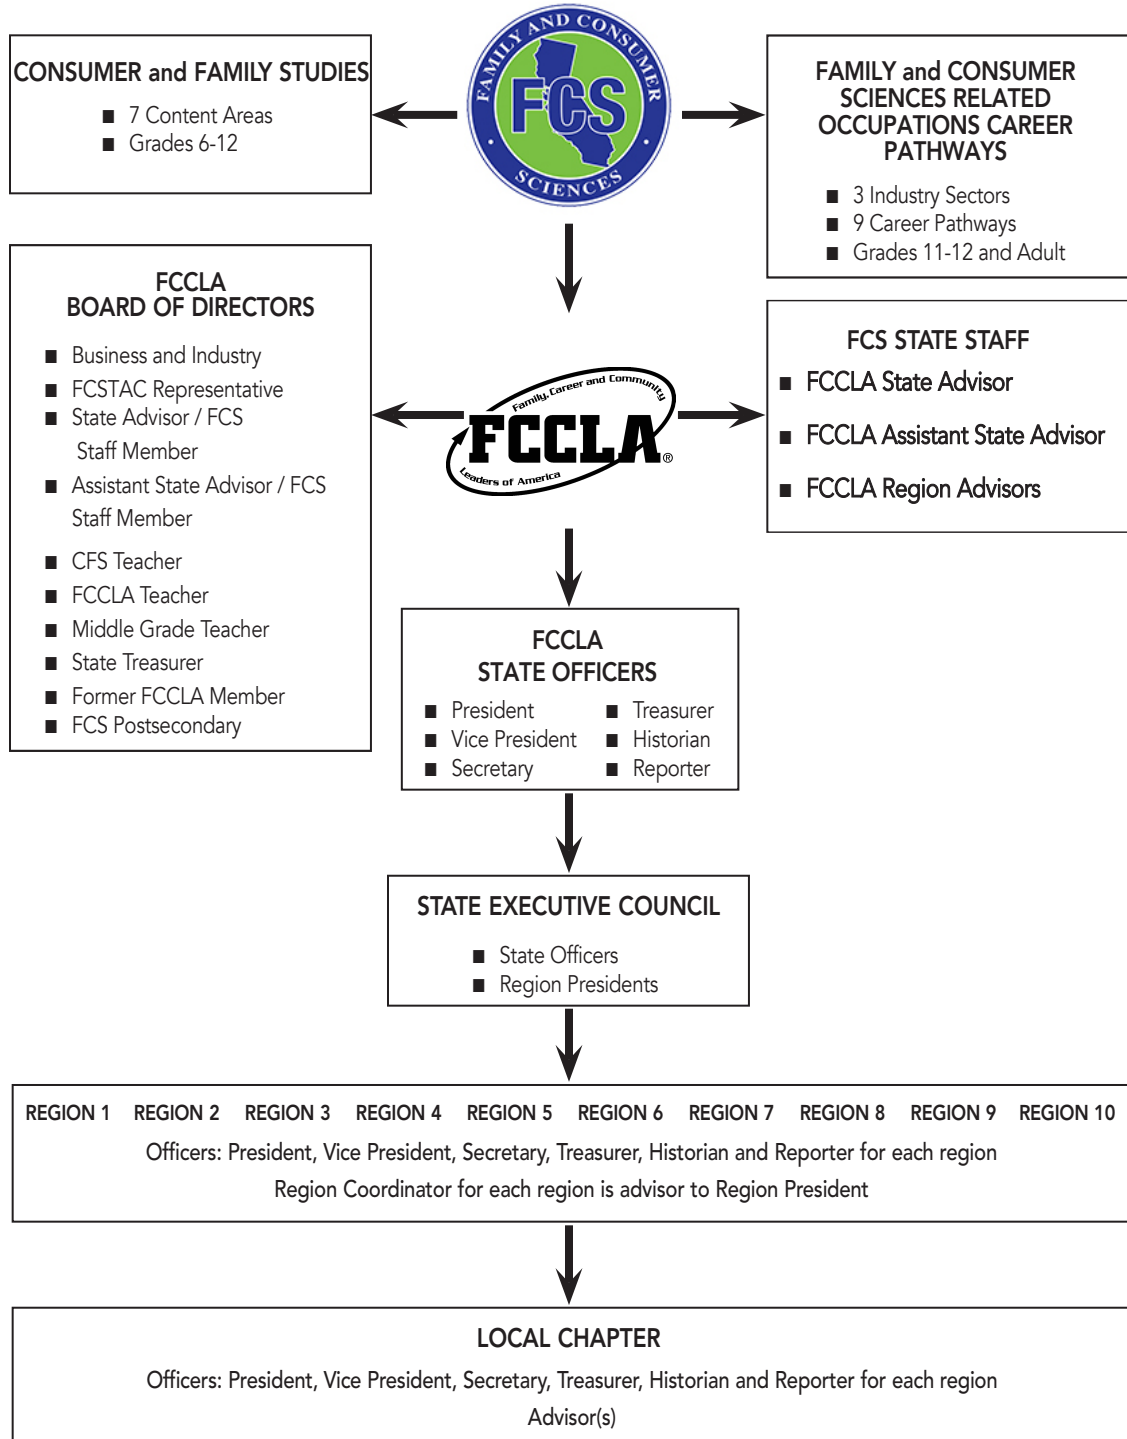 FAMILY AND CONSUMER
FCS
SCIENCES
CONSUMER and FAMILY STUDIES
■ 7 Content Areas
■ Grades 6-12
FAMILY and CONSUMER
SCIENCES RELATED
OCCUPATIONS CAREER
PATHWAYS
■ 3 Industry Sectors
■ 9 Career Pathways
■ Grades 11-12 and Adult
FCCLA
BOARD OF DIRECTORS
■ Business and Industry
■ FCSTAC Representative
■ State Advisor / FCS
Staff Member
■ Assistant State Advisor / FCS
Staff Member
■ CFS Teacher
■ FCCLA Teacher
■ Middle Grade Teacher
■ State Treasurer
■ Former FCCLA Member
■ FCS Postsecondary
Family, Career and Community
FCCLA®
Leaders of America
FCS STATE STAFF
■ FCCLA State Advisor
■ FCCLA Assistant State Advisor
■ FCCLA Region Advisors
FCCLA
STATE OFFICERS
■ President ■ Treasurer
■ Vice President ■ Historian
■ Secretary ■ Reporter
STATE EXECUTIVE COUNCIL
■ State Officers
■ Region Presidents
REGION 1 REGION 2 REGION 3 REGION 4 REGION 5 REGION 6 REGION 7 REGION 8 REGION 9 REGION 10
Officers: President, Vice President, Secretary, Treasurer, Historian and Reporter for each region
Region Coordinator for each region is advisor to Region President
LOCAL CHAPTER
Officers: President, Vice President, Secretary, Treasurer, Historian and Reporter for each region
Advisor(s)